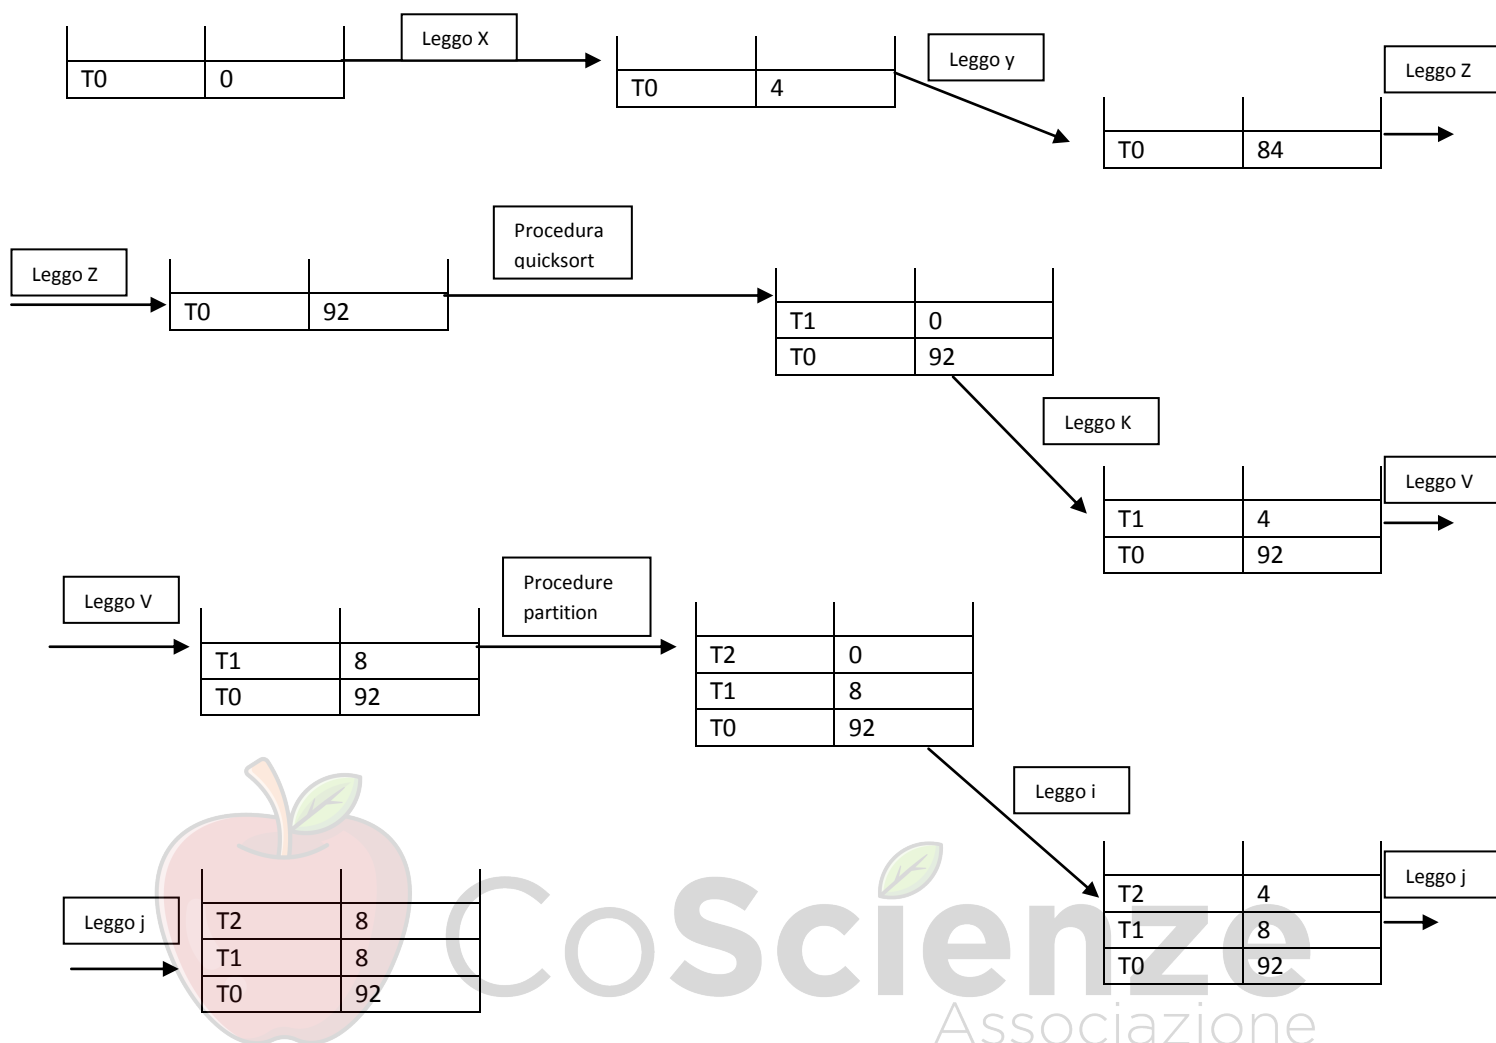 Leggo X
T0 0
T0 4
Leggo y
T0 84
Leggo Z
Leggo Z
T0 92
Procedura
quicksort
T1 0
T0 92
Leggo K
T1 4
T0 92
Leggo V
Leggo V
T1 8
T0 92
Procedure
partition
T2 0
T1 8
T0 92
Leggo i
T2 4
T1 8
T0 92
Leggo j
Leggo j
T2 8
T1 8
T0 92
CoScienze
Associazione